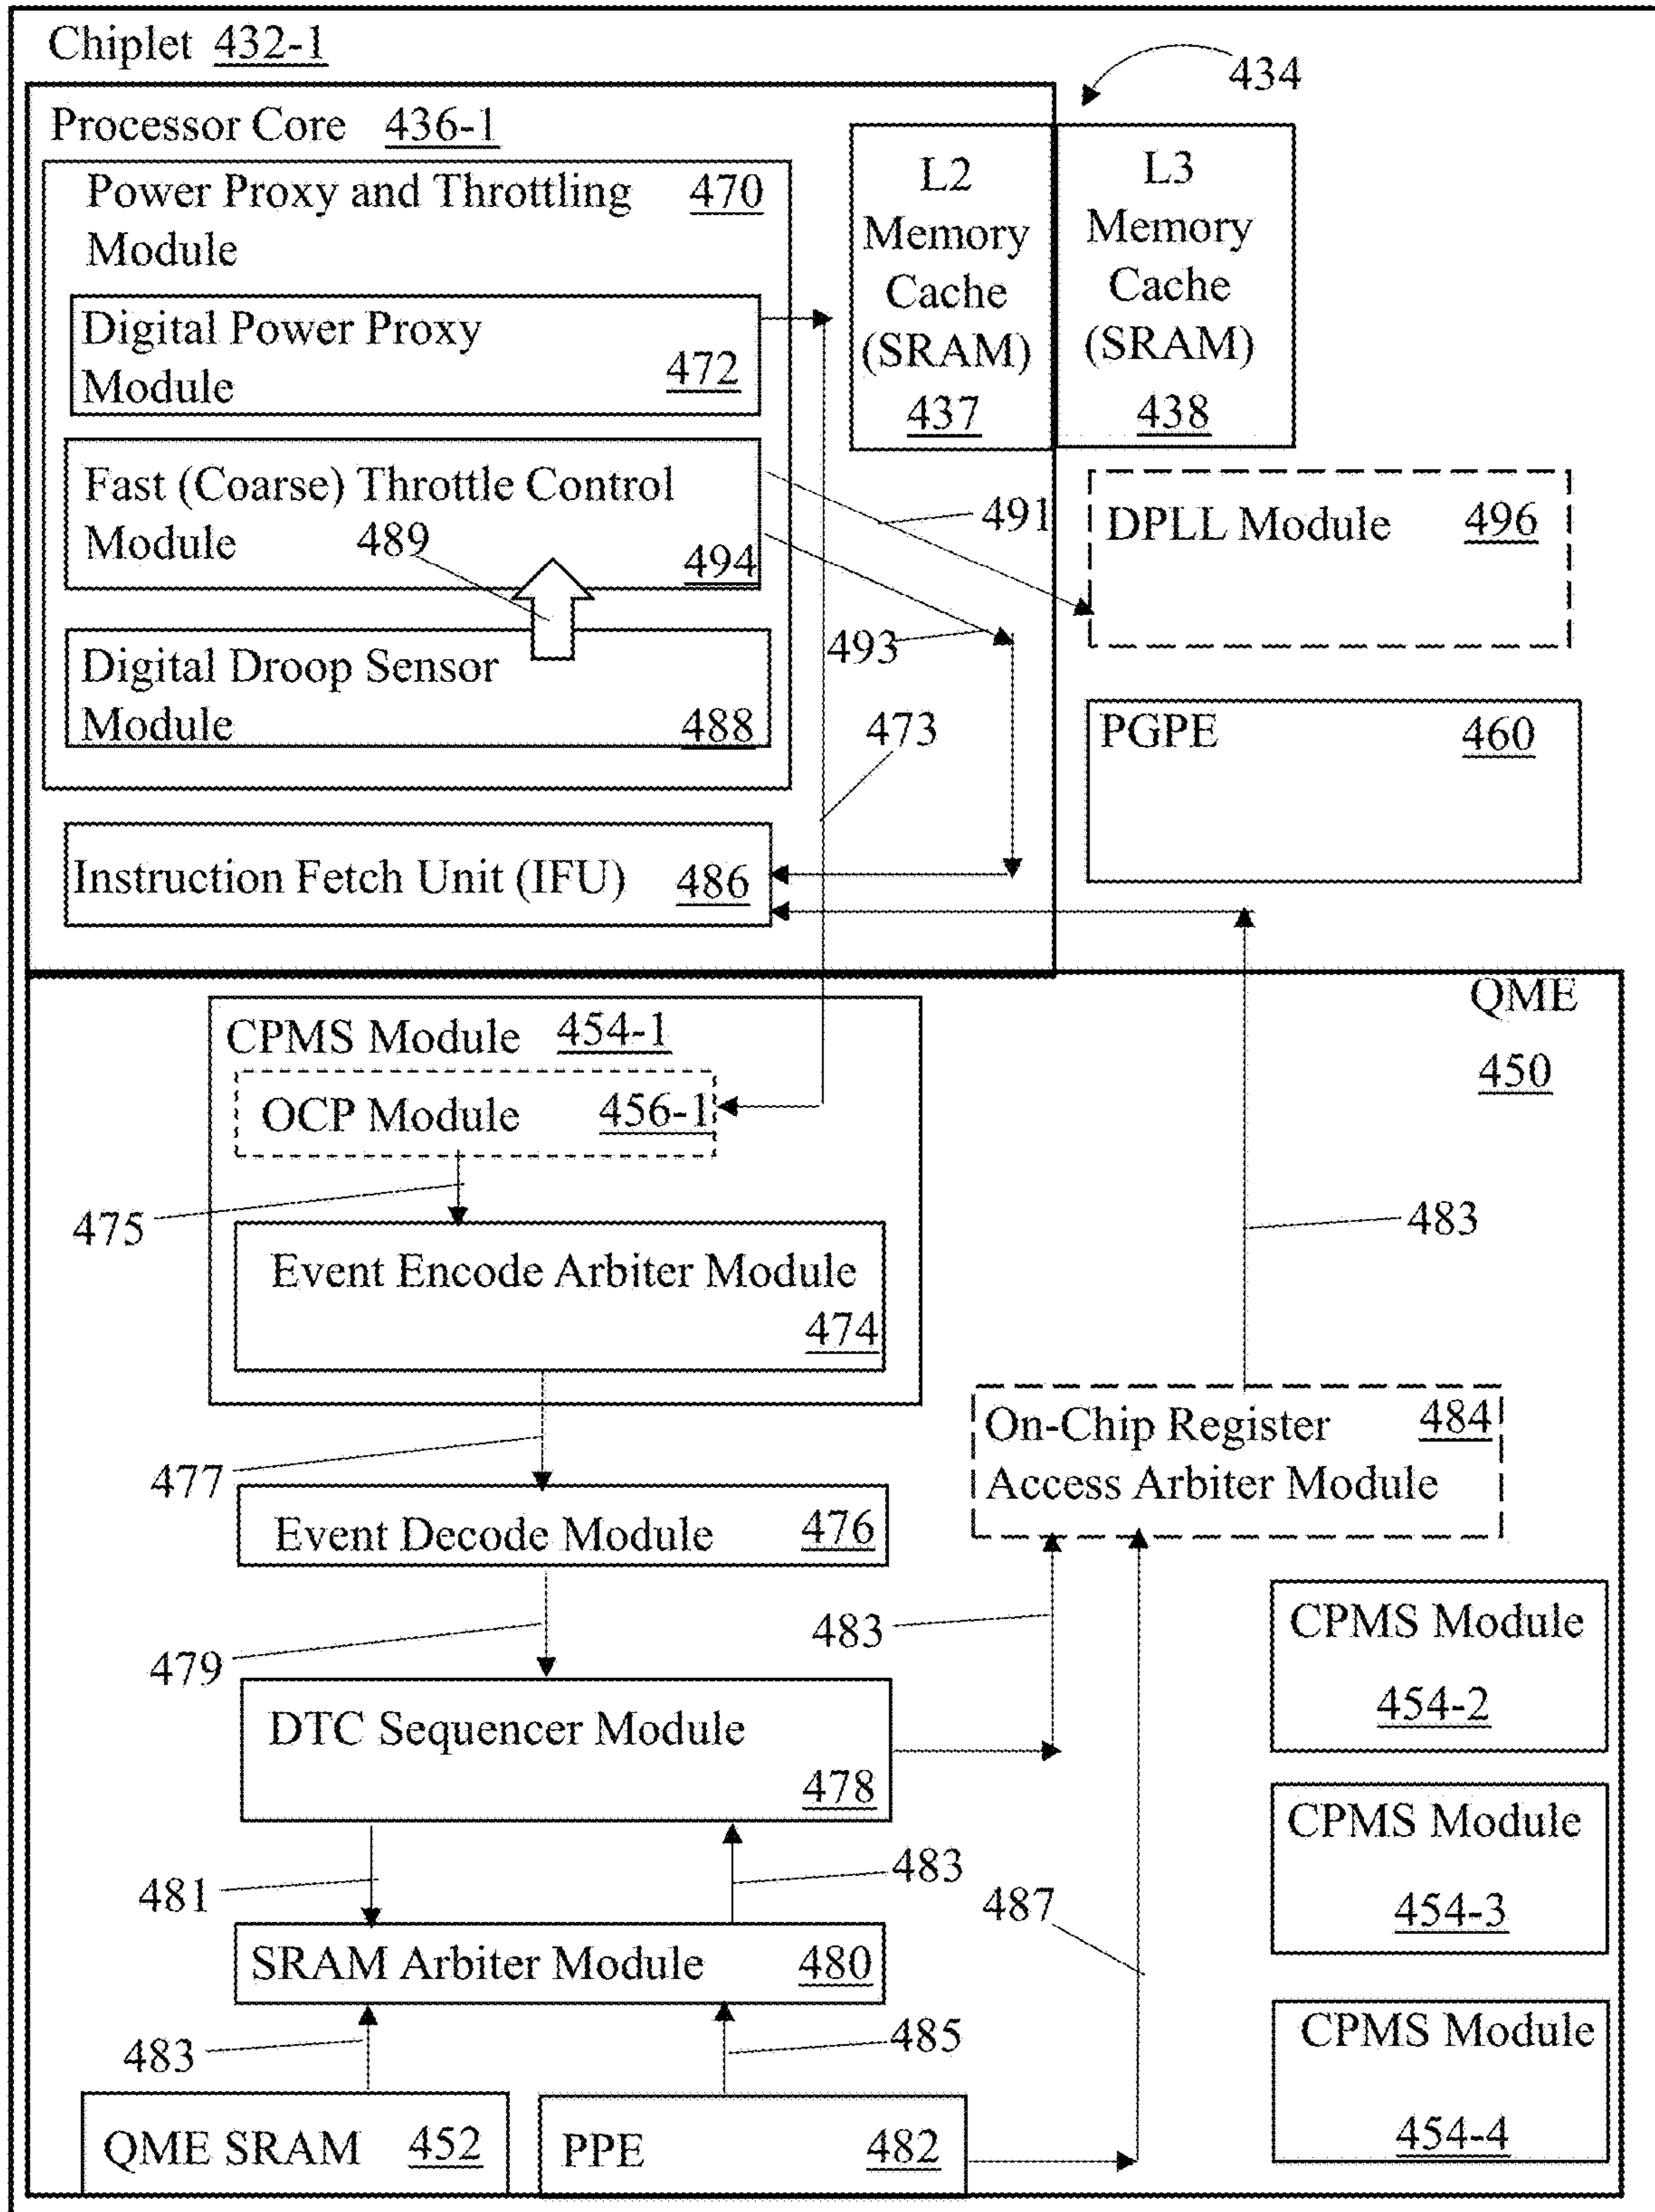 Chiplet 432-1
434
Processor Core 436-1
Power Proxy and Throttling 470
Module
Digital Power Proxy
Module 472
L2
Memory
Cache
(SRAM)
437
L3
Memory
Cache
(SRAM)
438
Fast (Coarse) Throttle Control
Module 489 494
491
DPLL Module 496
493
Digital Droop Sensor
Module 488
473
PGPE 460
Instruction Fetch Unit (IFU) 486
QME
450
CPMS Module 454-1
OCP Module 456-1
475
483
Event Encode Arbiter Module
474
477
On-Chip Register 484
Access Arbiter Module
Event Decode Module 476
479
483
CPMS Module
454-2
DTC Sequencer Module
478
CPMS Module
454-3
481
483
487
SRAM Arbiter Module 480
483
485
CPMS Module
454-4
QME SRAM 452
PPE 482